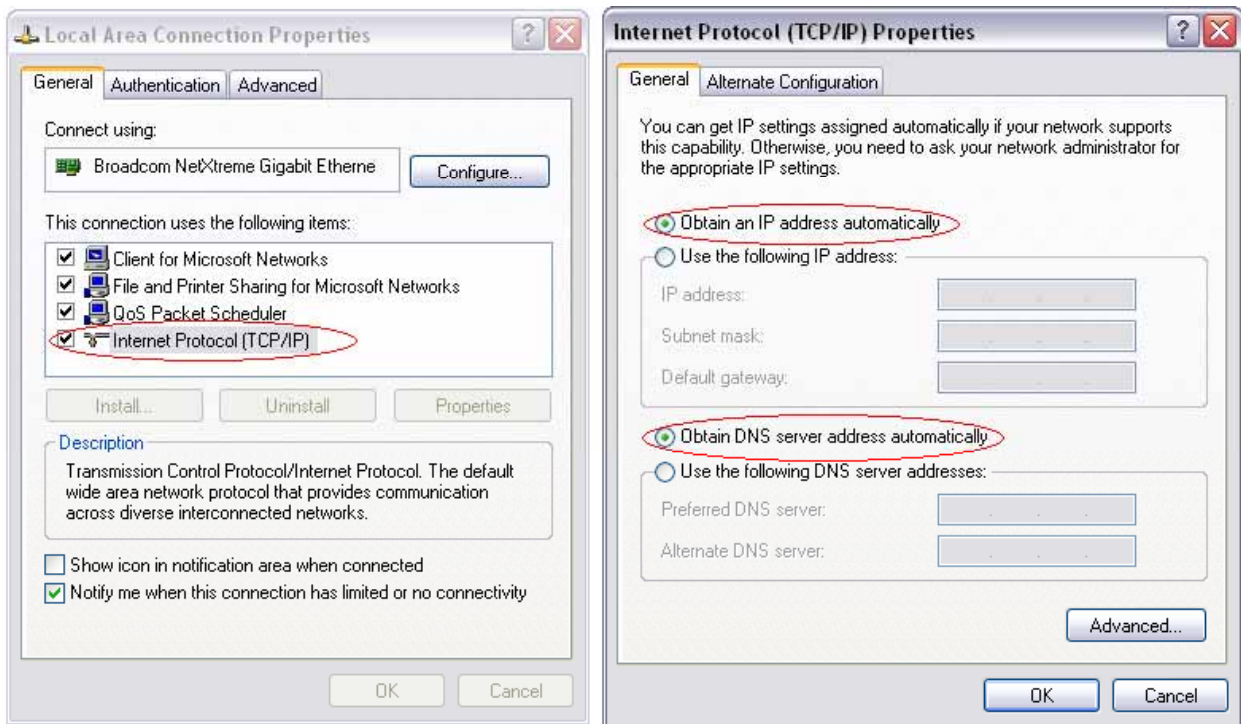 Local Area Connection Properties
General Authentication Advanced
Connect using:
Broadcom NetXtreme Gigabit Etherne
Configure...
This connection uses the following items:
Client for Microsoft Networks
File and Printer Sharing for Microsoft Networks
QoS Packet Scheduler
Internet Protocol (TCP/IP)
Install... Uninstall Properties
Description
Transmission Control Protocol/Internet Protocol. The default
wide area network protocol that provides communication
across diverse interconnected networks.
Show icon in notification area when connected
Notify me when this connection has limited or no connectivity
OK Cancel
Internet Protocol (TCP/IP) Properties
General Alternate Configuration
You can get IP settings assigned automatically if your network supports
this capability. Otherwise, you need to ask your network administrator for
the appropriate IP settings.
Obtain an IP address automatically
Use the following IP address:
IP address:
Subnet mask:
Default gateway:
Obtain DNS server address automatically
Use the following DNS server addresses:
Preferred DNS server:
Alternate DNS server:
Advanced...
OK Cancel